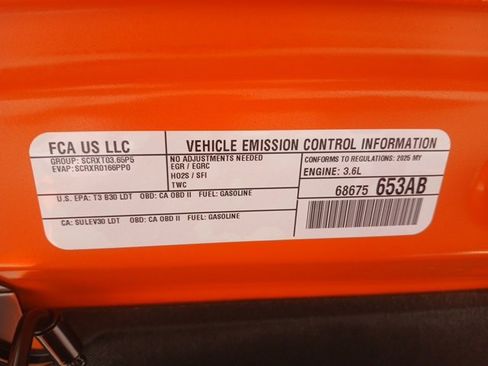 FCA US LLC
VEHICLE EMISSION CONTROL INFORMATION
GROUP: SCRXT03.65P5
EVAP: SCRXR0166PP0
NO ADJUSTMENTS NEEDED
EGR / EGRC
HO2S / SFI
TWC
CONFORMS TO REGULATIONS: 2025 MY
ENGINE: 3.6L
68675 653AB
U.S. EPA: T3 B30 LDT OBD: CA OBD II FUEL: GASOLINE
CA: SULEV30 LDT OBD: CA OBD II FUEL: GASOLINE